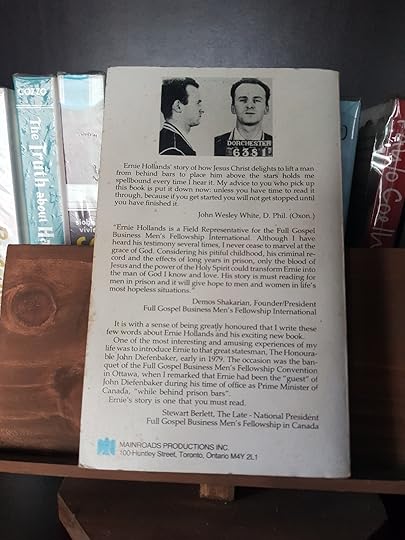 COZZO
The Truth about Ha
DORCHESTER
6381
Ernie Hollands' story of how Jesus Christ delights to lift a man
from behind bars to place him above the stars holds me
spellbound every time I hear it. My advice to you who pick up
this book is put it down now: unless you have time to read it
through, because if you get started you will not get stopped until
you have finished it.
John Wesley White, D. Phil. (Oxon.)
"Ernie Hollands is a Field Representative for the Full Gospel
Business Men's Fellowship International. Although I have
heard his testimony several times, I never cease to marvel at the
grace of God. Considering his pitiful childhood, his criminal re-
cord and the effects of long years in prison, only the blood of
Jesus and the power of the Holy Spirit could transform Ernie into
the man of God I know and love. His story is must reading for
men in prison and it will give hope to men and women in life's
most hopeless situations."
Demos Shakarian, Founder/President
Full Gospel Business Men's Fellowship International
It is with a sense of being greatly honoured that I write these
few words about Ernie Hollands and his exciting new book.
One of the most interesting and amusing experiences of my
life was to introduce Ernie to that great statesman, The Honoura-
ble John Diefenbaker, early in 1979. The occasion was the ban-
quet of the Full Gospel Business Men's Fellowship Convention
in Ottawa, when I remarked that Ernie had been the "guest" of
John Diefenbaker during his time of office as Prime Minister of
Canada, "while behind prison bars".
Ernie's story is one that you must read.
Stewart Berlett, The Late - National President
Full Gospel Business Men's Fellowship in Canada
MAINROADS PRODUCTIONS INC.
100 Huntley Street, Toronto, Ontario M4Y 2L1